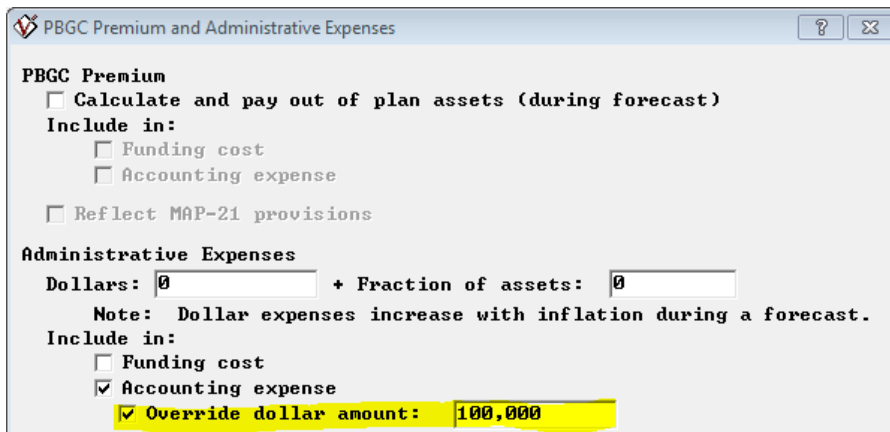 PBGC Premium and Administrative Expenses
PBGC Premium
Calculate and pay out of plan assets (during forecast)
Include in:
Funding cost
Accounting expense
Reflect MAP-21 provisions
Administrative Expenses
Dollars: 0 + Fraction of assets: 0
Note: Dollar expenses increase with inflation during a forecast.
Include in:
Funding cost
Accounting expense
Override dollar amount: 100,000